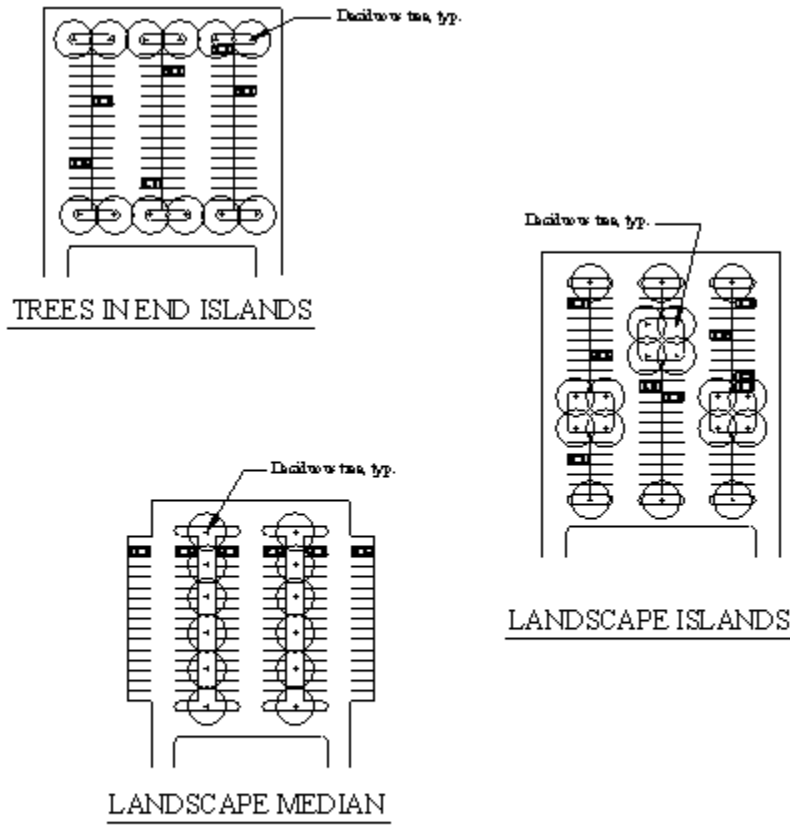 Deciduous tree, typ.
TREES IN END ISLANDS
Deciduous tree, typ.
LANDSCAPE ISLANDS
Deciduous tree, typ.
LANDSCAPE MEDIAN